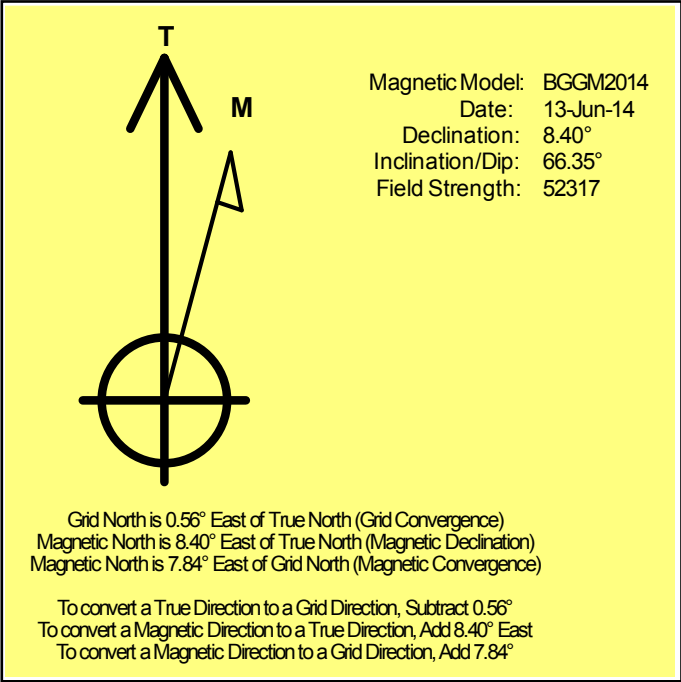 T
M
Magnetic Model: BGGM2014
Date: 13-Jun-14
Declination: 8.40°
Inclination/Dip: 66.35°
Field Strength: 52317
Grid North is 0.56° East of True North (Grid Convergence)
Magnetic North is 8.40° East of True North (Magnetic Declination)
Magnetic North is 7.84° East of Grid North (Magnetic Convergence)
To convert a True Direction to a Grid Direction, Subtract 0.56°
To convert a Magnetic Direction to a True Direction, Add 8.40° East
To convert a Magnetic Direction to a Grid Direction, Add 7.84°